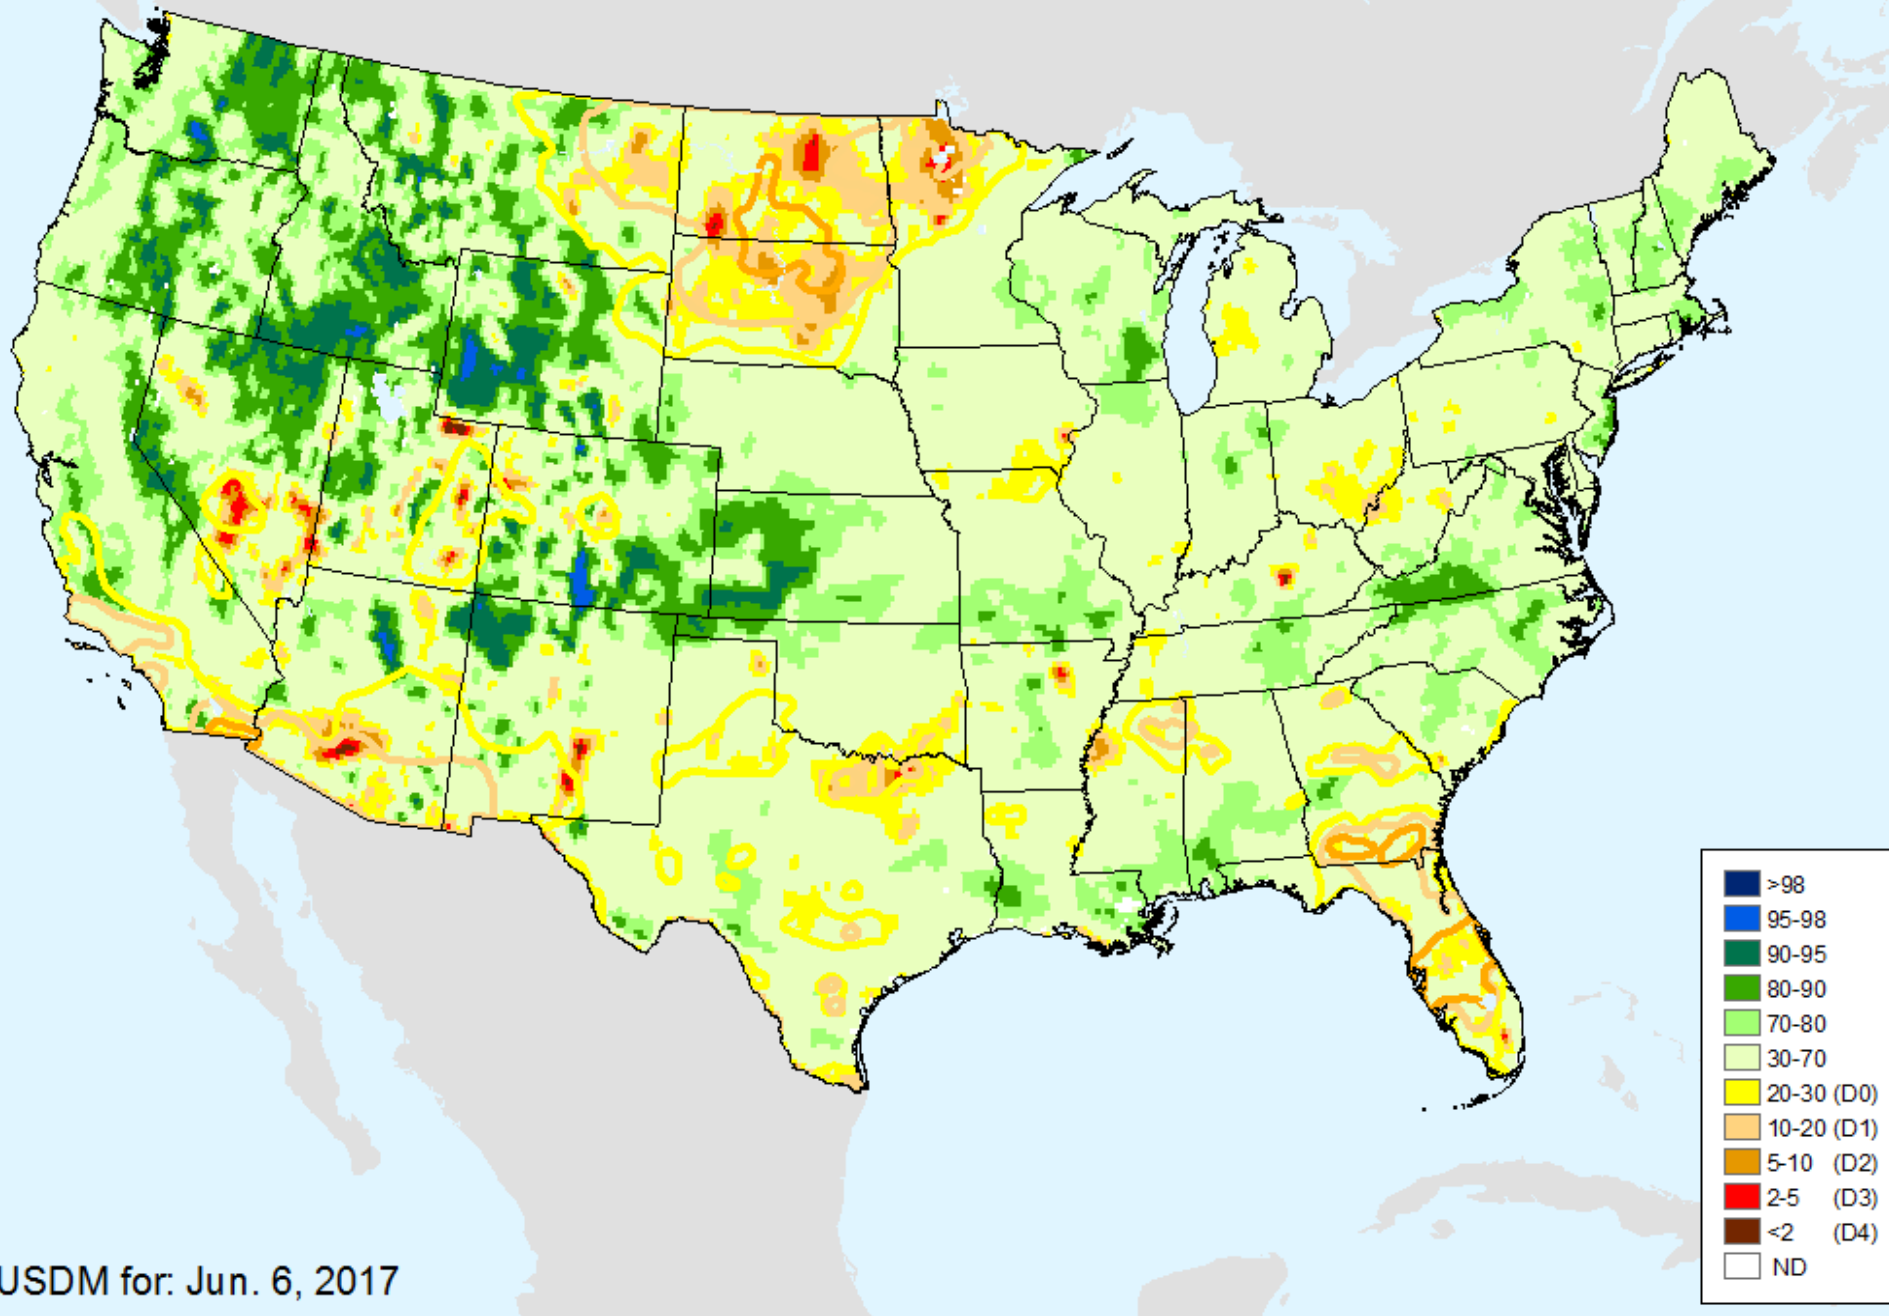 >98
95-98
90-95
80-90
70-80
30-70
20-30 (D0)
10-20 (D1)
5-10 (D2)
2-5 (D3)
<2 (D4)
ND
USDM for: Jun. 6, 2017